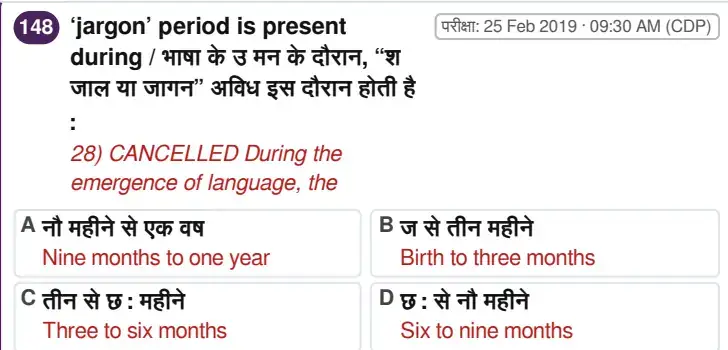 148 ‘jargon’ period is present
परीक्षा: 25 Feb 2019 · 09:30 AM (CDP)
during / भाषा के उ मन के दौरान, “श
जाल या जागन” अविध इस दौरान होती है
:
28) CANCELLED During the
emergence of language, the
A नौ महीने से एक वष
Nine months to one year
B ज से तीन महीने
Birth to three months
C तीन से छ : महीने
Three to six months
D छ : से नौ महीने
Six to nine months